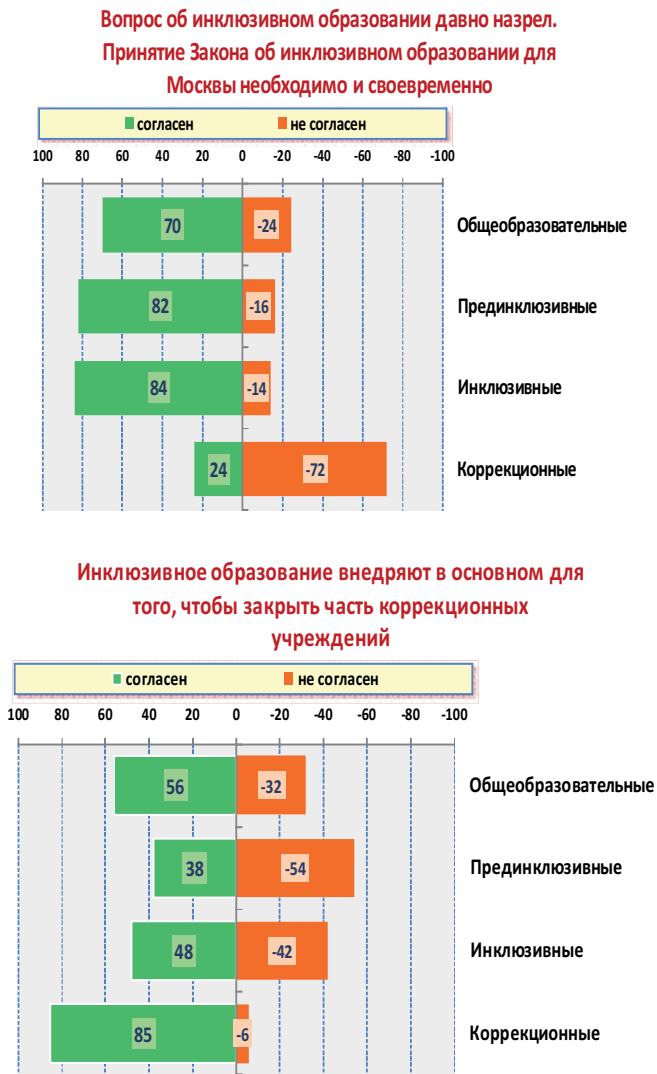 Вопрос об инклюзивном образовании давно назрел.
Принятие Закона об инклюзивном образовании для
Москвы необходимо и своевременно
согласен не согласен
100 80 60 40 20 0 -20 -40 -60 -80 -100
70 -24 Общеобразовательные
82 -16 Прединклюзивные
84 -14 Инклюзивные
24 -72 Коррекционные
Инклюзивное образование внедряют в основном для
того, чтобы закрыть часть коррекционных
учреждений
согласен не согласен
100 80 60 40 20 0 -20 -40 -60 -80 -100
56 -32 Общеобразовательные
38 -54 Прединклюзивные
48 -42 Инклюзивные
85 -6 Коррекционные